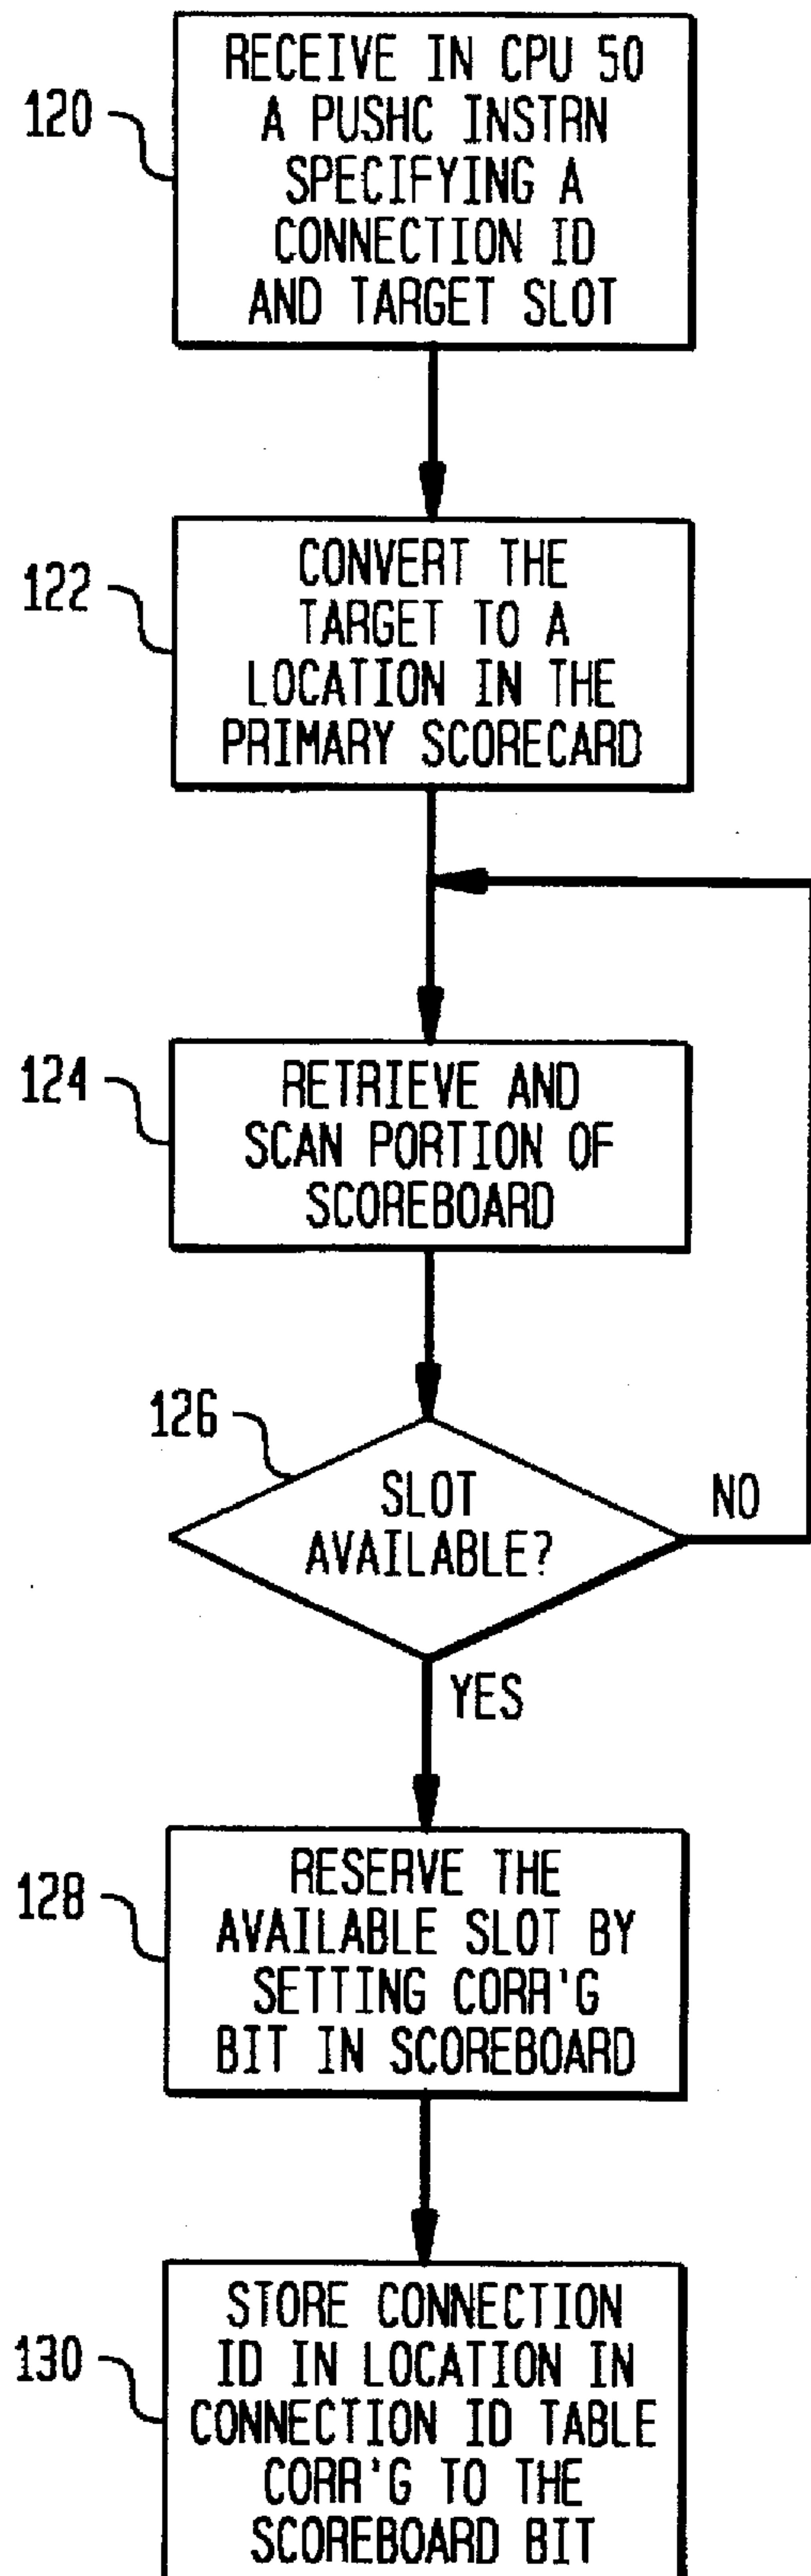 120
RECEIVE IN CPU 50
A PUSHC INSTRN
SPECIFYING A
CONNECTION ID
AND TARGET SLOT
122
CONVERT THE
TARGET TO A
LOCATION IN THE
PRIMARY SCORECARD
124
RETRIEVE AND
SCAN PORTION OF
SCOREBOARD
126
SLOT
AVAILABLE?
NO
YES
128
RESERVE THE
AVAILABLE SLOT BY
SETTING CORR'G
BIT IN SCOREBOARD
130
STORE CONNECTION
ID IN LOCATION IN
CONNECTION ID TABLE
CORR'G TO THE
SCOREBOARD BIT